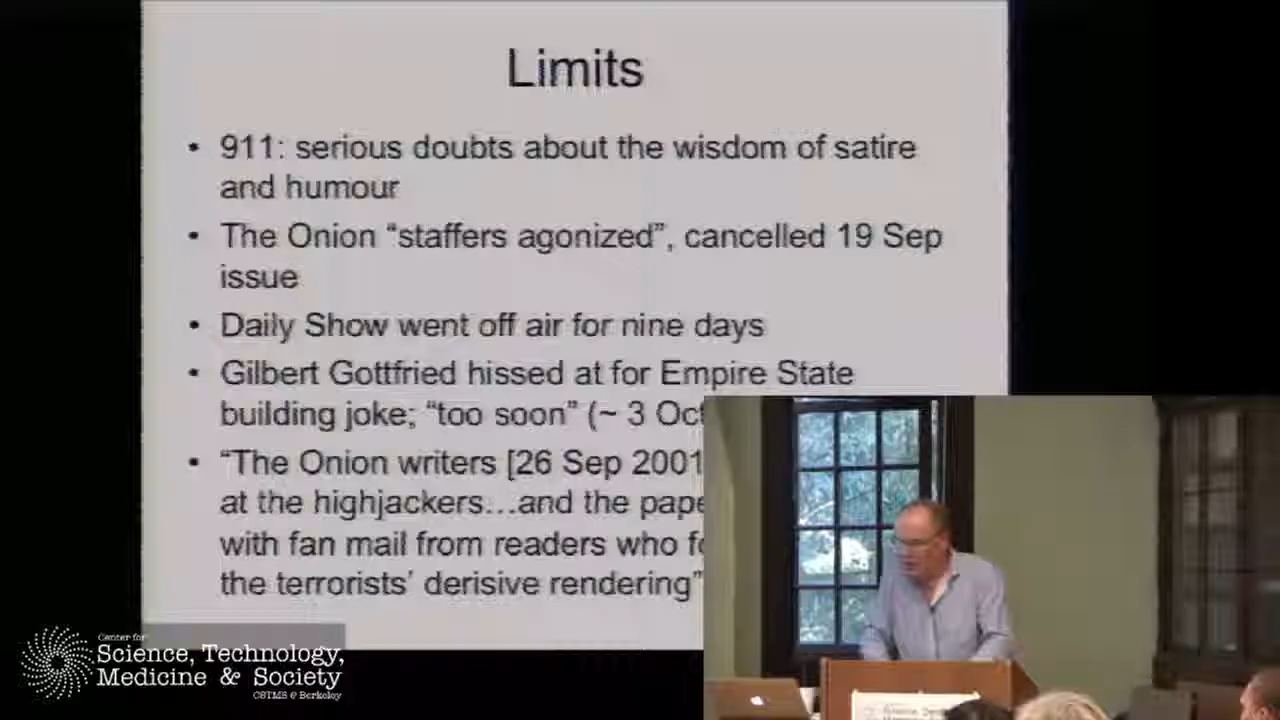 Limits
• 911: serious doubts about the wisdom of satire
and humour
• The Onion “staffers agonized”, cancelled 19 Sep
issue
• Daily Show went off air for nine days
• Gilbert Gottfried hissed at for Empire State
building joke; “too soon” (~ 3 Oct
• “The Onion writers [26 Sep 2001
at the highjackers…and the pape
with fan mail from readers who fo
the terrorists’ derisive rendering”
Center for
Science, Technology,
Medicine & Society
CSTMS @ Berkeley